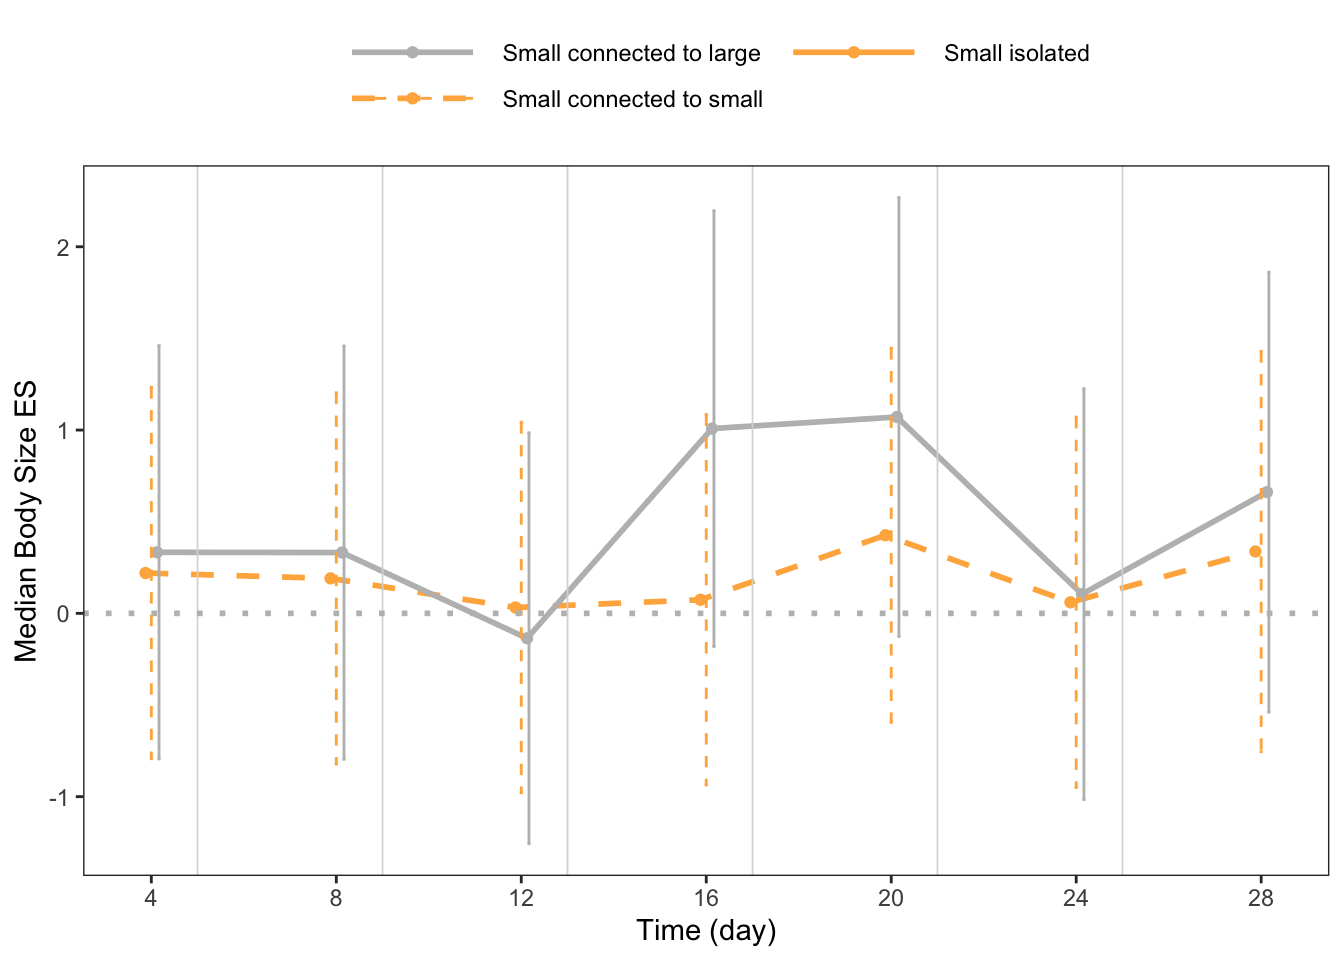 Small connected to large
Small isolated
Small connected to small
Median Body Size ES
2
1
0
-1
4 8 12 16 20 24 28
Time (day)